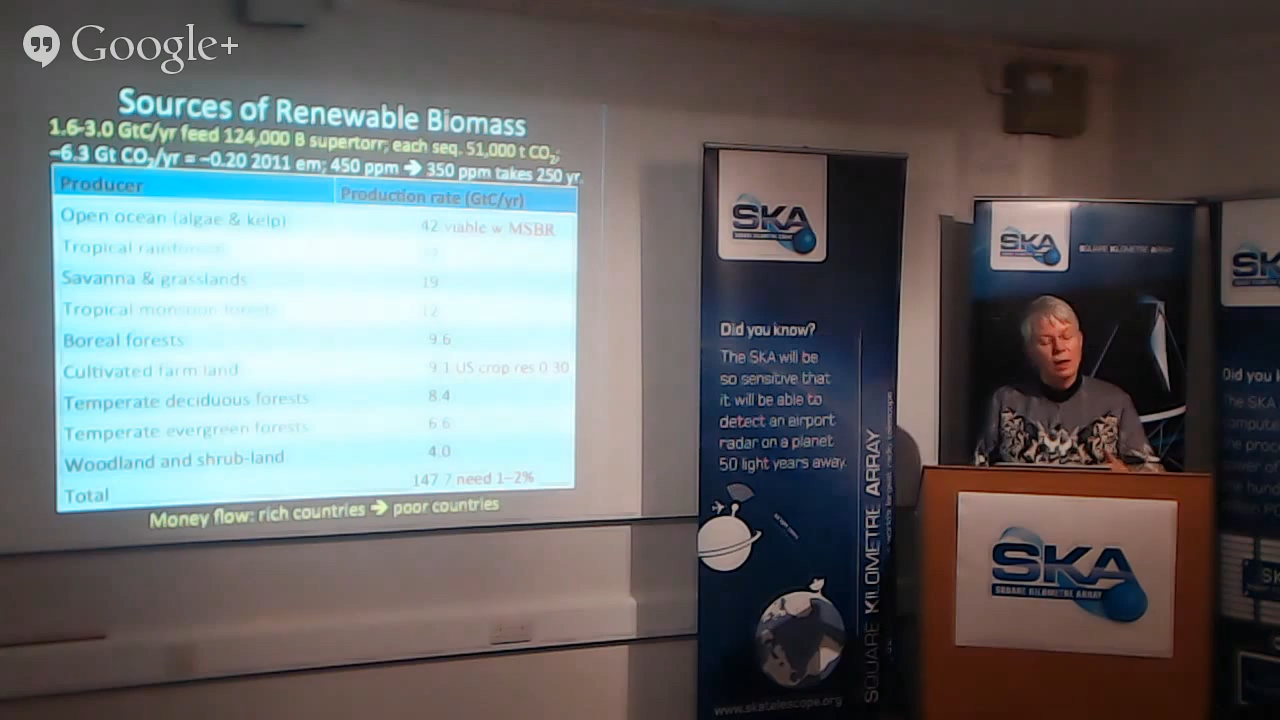 Google+
Sources of Renewable Biomass
1.6-3.0 GtC/yr feed 124,000 B supertorr, each seq. 51,000 t CO2;
–6.3 Gt CO2/yr = –0.20 2011 em; 450 ppm ➔ 350 ppm takes 250 yr.
Producer Production rate (GtC/yr)
Open ocean (algae & kelp) 42 viable w MSBR
Tropical
Savanna & grasslands 19
Tropical monsoon 12
Boreal forests 9.6
Cultivated farm land 9.1 US crop res 0.30
Temperate deciduous forests 8.4
Temperate evergreen forests 6.6
Woodland and shrub-land 4.0
Total 147.7 need 1–2%
Money flow: rich countries ➔ poor countries
SKA
SQUARE KILOMETRE ARRAY
Did you know?
The SKA will be
so sensitive that
it will be able to
detect an airport
radar on a planet
50 light years away.
SQUARE KILOMETRE ARRAY
www.skatelescope.org
SKA
SQUARE KILOMETRE ARRAY
SKA
SQUARE KILOMETRE ARRAY
SK
Did you k
The SKA